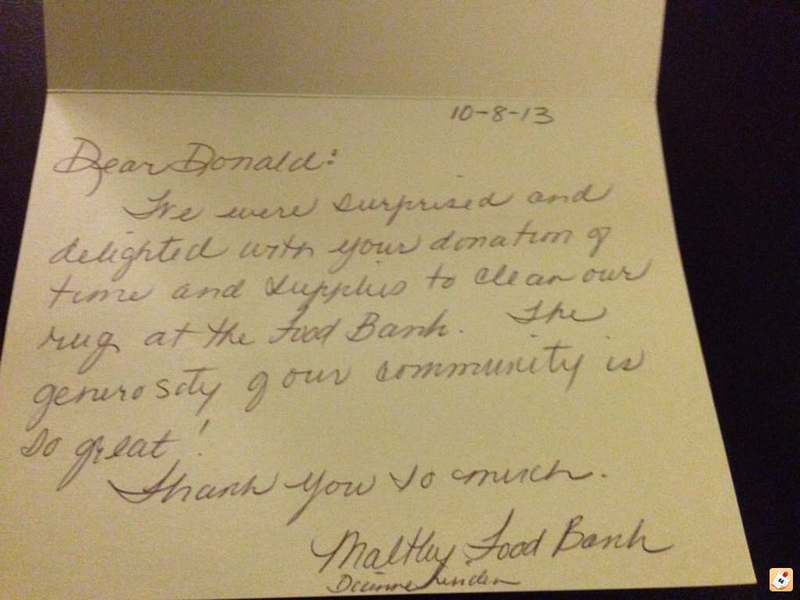 10-8-13
Dear Donald:
We were surprised and
delighted with your donation of
time and supplies to clean our
rug at the Food Bank. The
generosity of our community is
so great!
Thank you so much.
Maltby Food Bank